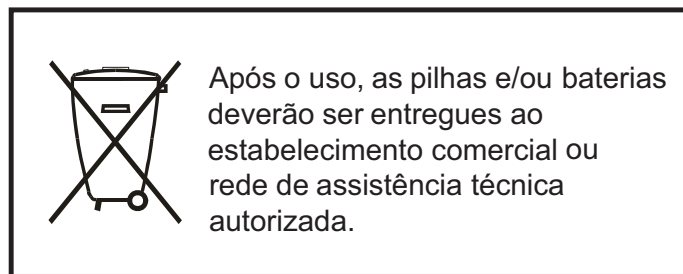 Após o uso, as pilhas e/ou baterias
deverão ser entregues ao
estabelecimento comercial ou
rede de assistência técnica
autorizada.